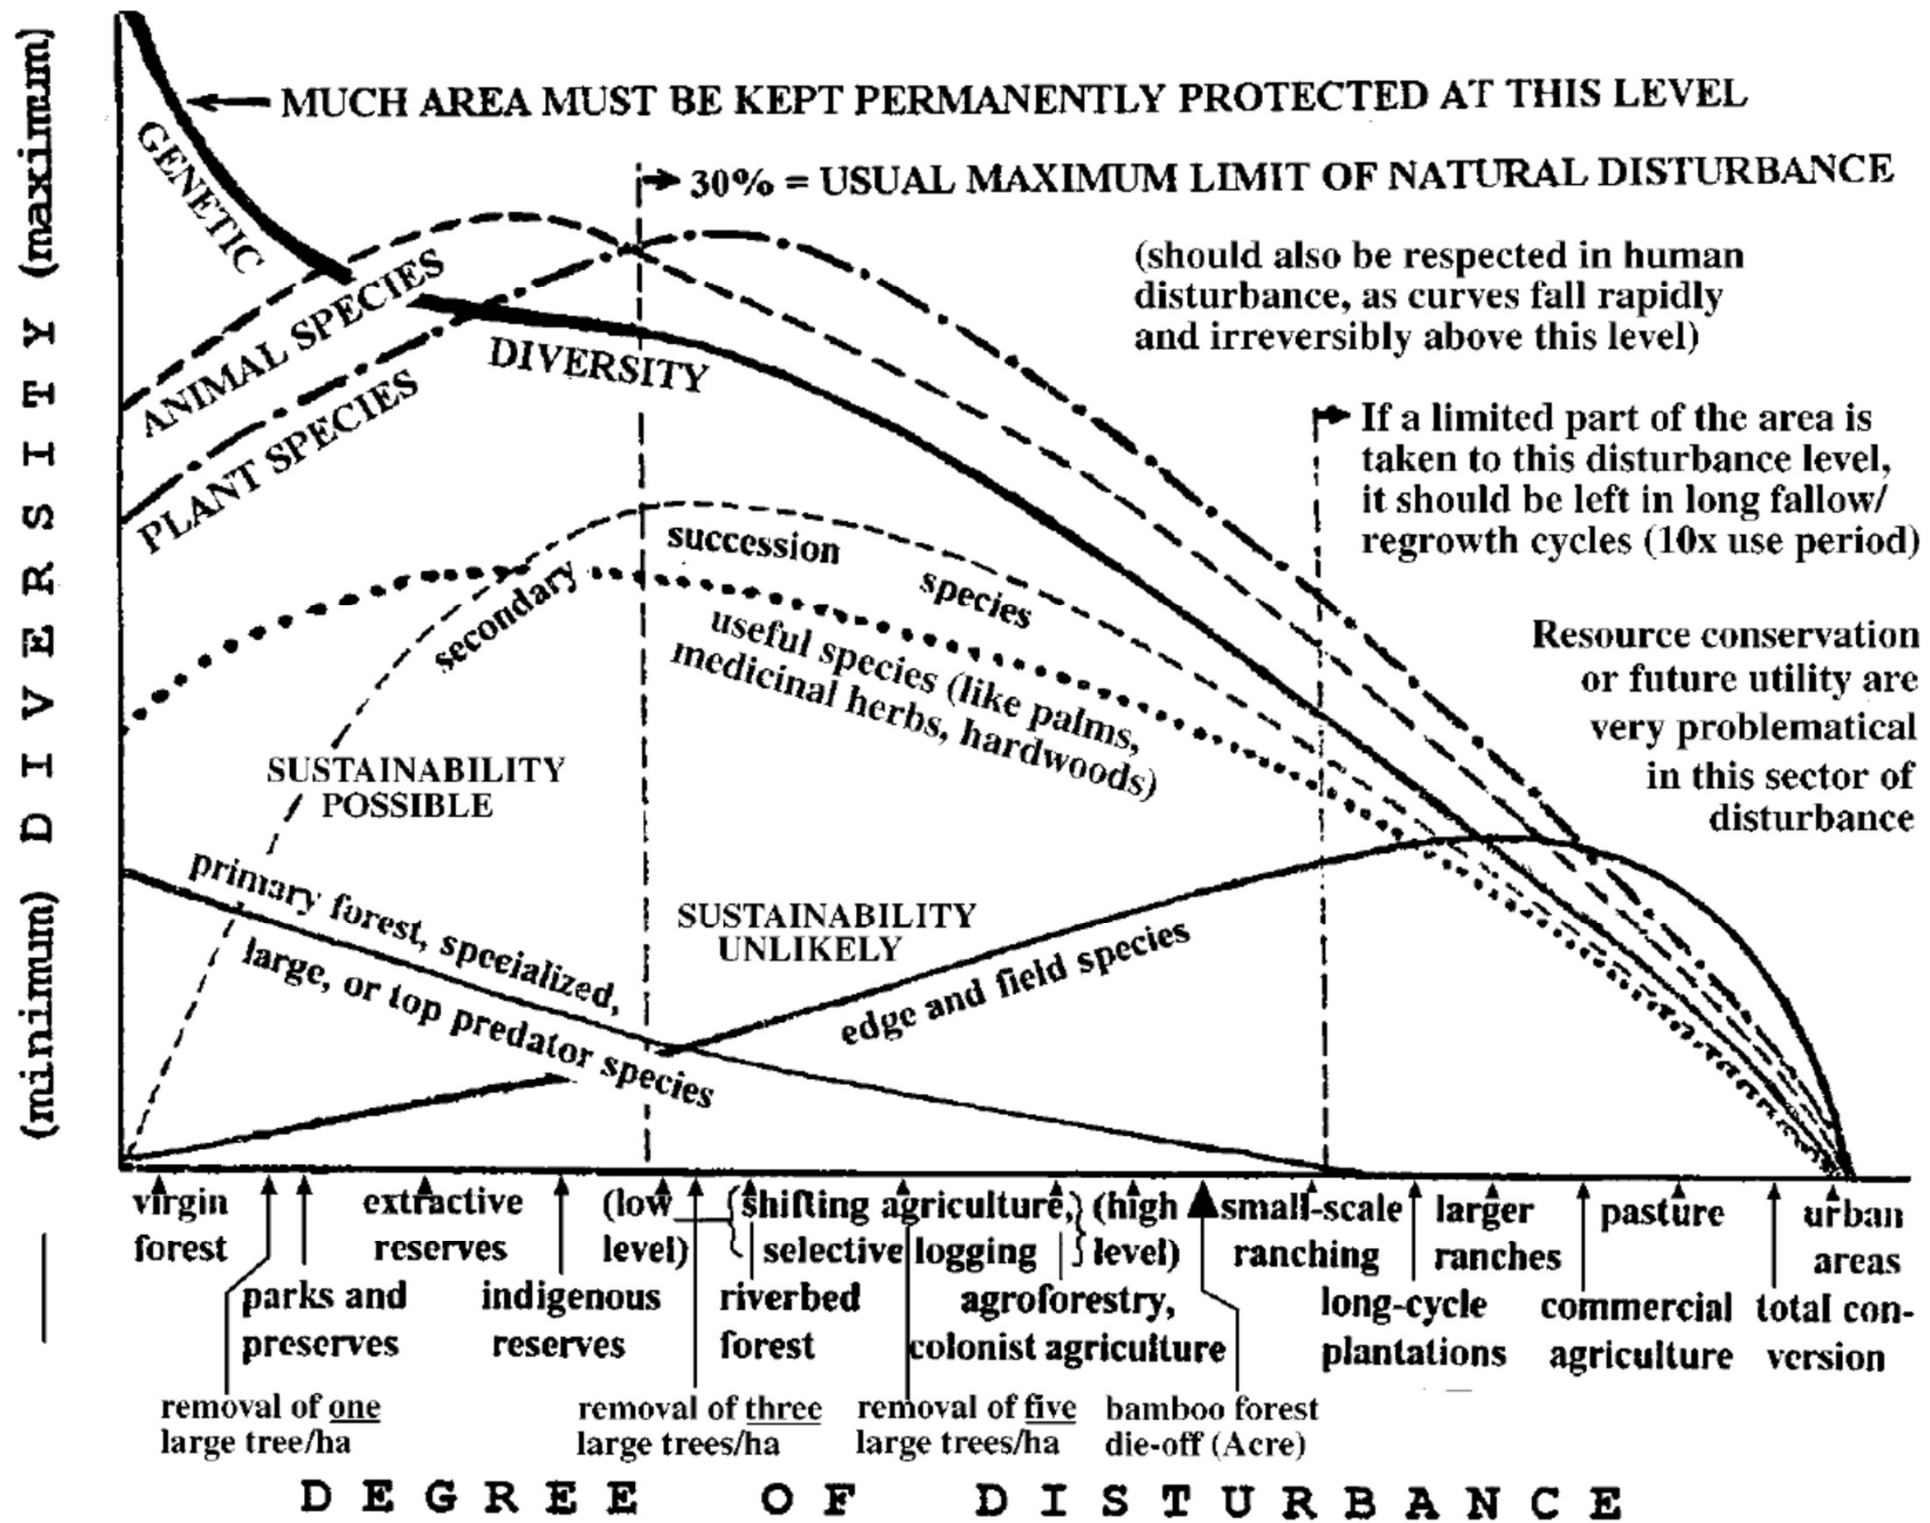 D I V E R S I T Y (maximum)
(minimum)
MUCH AREA MUST BE KEPT PERMANENTLY PROTECTED AT THIS LEVEL
30% = USUAL MAXIMUM LIMIT OF NATURAL DISTURBANCE
(should also be respected in human
disturbance, as curves fall rapidly
and irreversibly above this level)
GENETIC
DIVERSITY
ANIMAL SPECIES
PLANT SPECIES
If a limited part of the area is
taken to this disturbance level,
it should be left in long fallow/
regrowth cycles (10x use period)
secondary
succession
species
useful species (like palms,
medicinal herbs, hardwoods)
Resource conservation
or future utility are
very problematical
in this sector of
disturbance
SUSTAINABILITY
POSSIBLE
SUSTAINABILITY
UNLIKELY
primary forest, specialized,
large, or top predator species
edge and field species
virgin
forest
extractive
reserves
(low
level)
(shifting agriculture,)
selective logging
(high
level)
small-scale
ranching
larger
ranches
pasture
urban
areas
parks and
preserves
indigenous
reserves
riverbed
forest
agroforestry,
colonist agriculture
long-cycle
plantations
commercial
agriculture
total con-
version
removal of one
large tree/ha
removal of three
large trees/ha
removal of five
large trees/ha
bamboo forest
die-off (Acre)
D E G R E E O F D I S T U R B A N C E